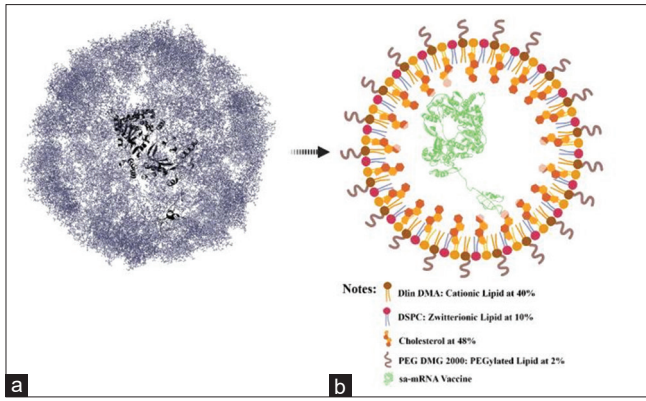 Notes:
Dlin DMA: Cationic Lipid at 40%
DSPC: Zwitterionic Lipid at 10%
Cholesterol at 48%
PEG DMG 2000: PEGylated Lipid at 2%
sa-mRNA Vaccine
a
b